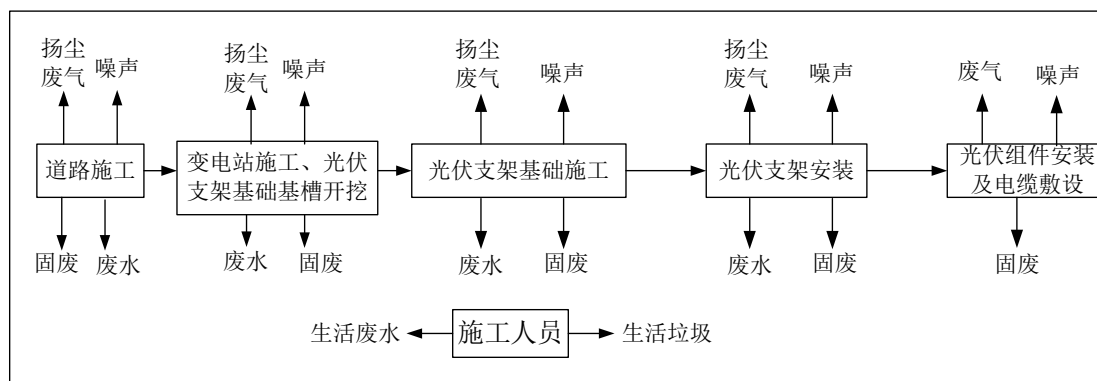 扬尘
废气
噪声
扬尘
废气
噪声
扬尘
废气
噪声
扬尘
废气
噪声
废气
噪声
道路施工
变电站施工、光伏
支架基础基槽开挖
光伏支架基础施工
光伏支架安装
光伏组件安装
及电缆敷设
固废
废水
废水
固废
废水
固废
废水
固废
固废
生活废水
施工人员
生活垃圾